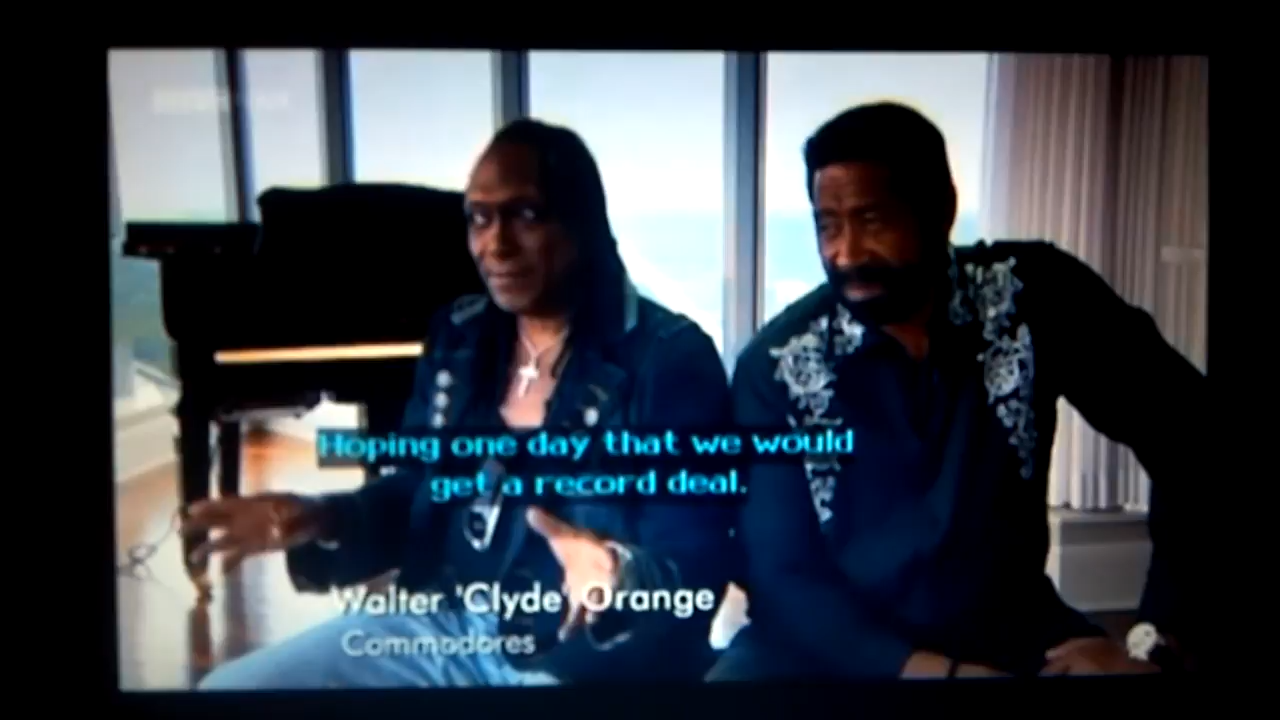 Hoping one day that we would
get a record deal.
Walter 'Clyde' Orange
Commodores